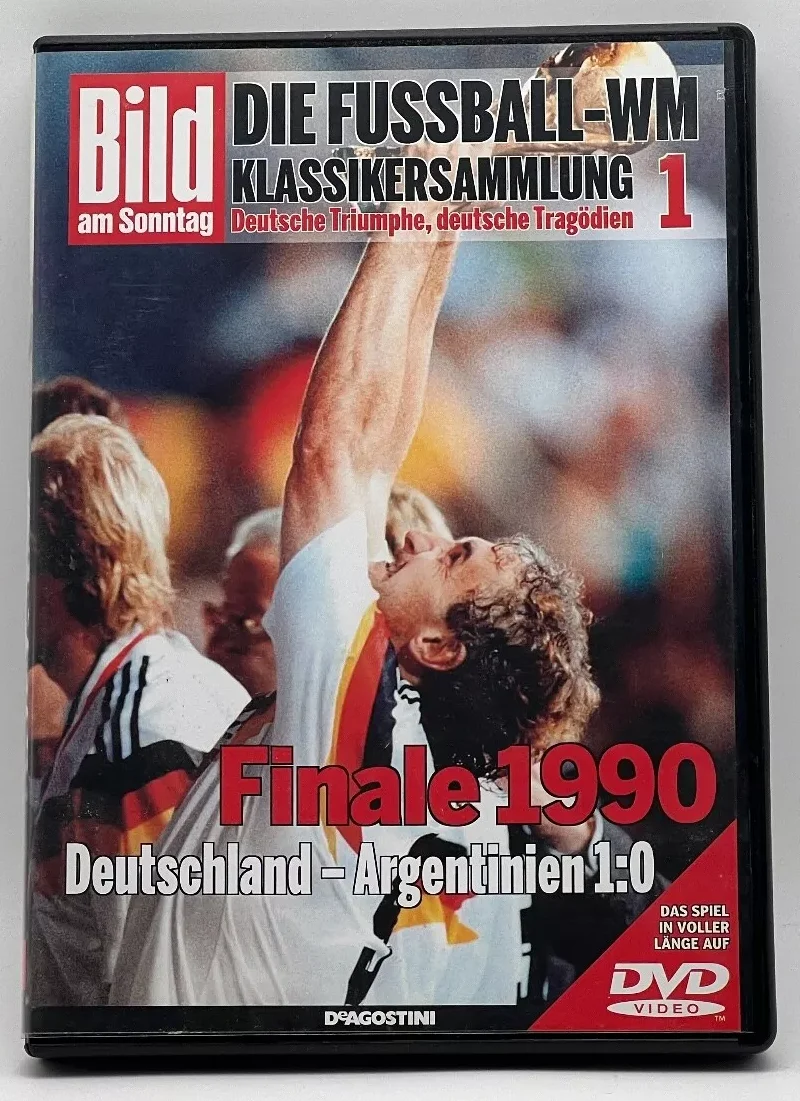 Bild
am Sonntag
DIE FUSSBALL-WM
KLASSIKERSAMMLUNG 1
Deutsche Triumphe, deutsche Tragödien
Finale 1990
Deutschland – Argentinien 1:0
DAS SPIEL
IN VOLLER
LÄNGE AUF
DVD
VIDEO
TM
DeAGOSTINI